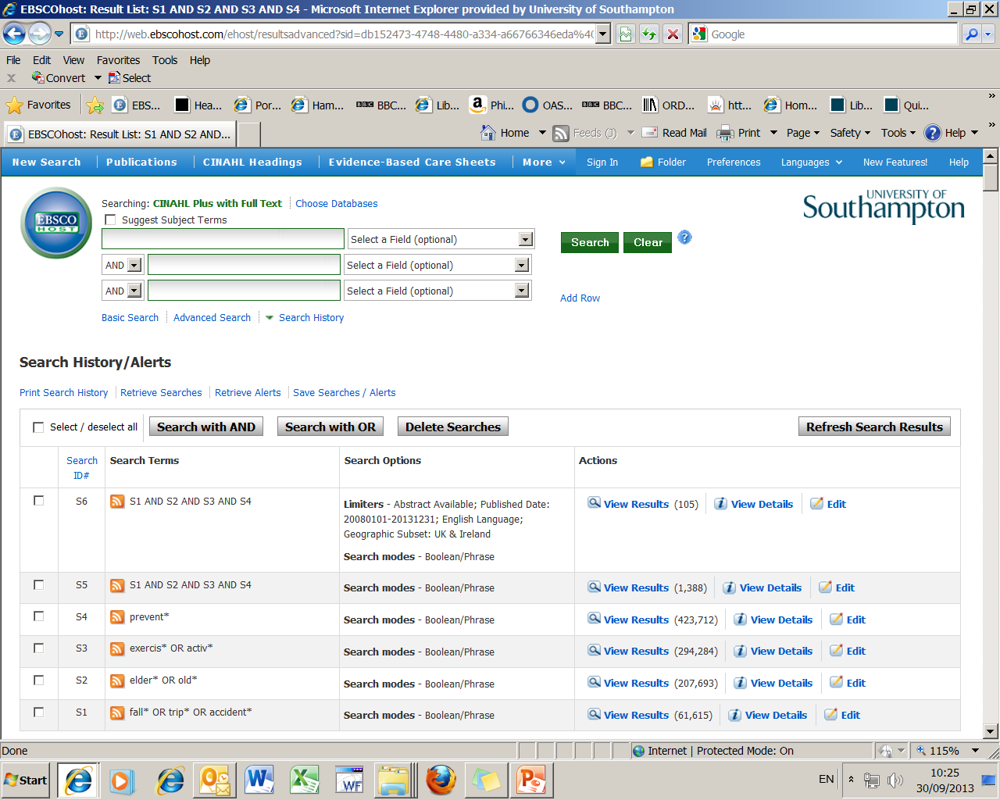 EBSCOhost: Result List: S1 AND S2 AND S3 AND S4 - Microsoft Internet Explorer provided by University of Southampton
http://web.ebscohost.com/ehost/resultsadvanced?sid=db152473-4748-4480-a334-a66766346eda%4
Google
File Edit View Favorites Tools Help
x Convert Select
Favorites EBS... Hea... Por... Ham... BBC BBC... Lib... Phi... OAS... BBC BBC... ORD... htt... Hom... Lib... Qui... »
EBSCOhost: Result List: S1 AND S2 AND... Home Feeds (J) Read Mail Print Page Safety Tools Help »
New Search Publications CINAHL Headings Evidence-Based Care Sheets More Sign In Folder Preferences Languages New Features! Help
EBSCO HOST
Searching: CINAHL Plus with Full Text Choose Databases
UNIVERSITY OF
Southampton
Suggest Subject Terms
Select a Field (optional) Search Clear ?
AND Select a Field (optional)
AND Select a Field (optional) Add Row
Basic Search Advanced Search Search History
Search History/Alerts
Print Search History Retrieve Searches Retrieve Alerts Save Searches / Alerts
Select / deselect all Search with AND Search with OR Delete Searches Refresh Search Results
Search ID# Search Terms Search Options Actions
S6 S1 AND S2 AND S3 AND S4 Limiters - Abstract Available; Published Date: View Results (105) View Details Edit
20080101-20131231; English Language;
Geographic Subset: UK & Ireland
Search modes - Boolean/Phrase
S5 S1 AND S2 AND S3 AND S4 Search modes - Boolean/Phrase View Results (1,388) View Details Edit
S4 prevent* Search modes - Boolean/Phrase View Results (423,712) View Details Edit
S3 exercis* OR activ* Search modes - Boolean/Phrase View Results (294,284) View Details Edit
S2 elder* OR old* Search modes - Boolean/Phrase View Results (207,693) View Details Edit
S1 fall* OR trip* OR accident* Search modes - Boolean/Phrase View Results (61,615) View Details Edit
Done Internet | Protected Mode: On 115%
Start WF EN 10:25
30/09/2013